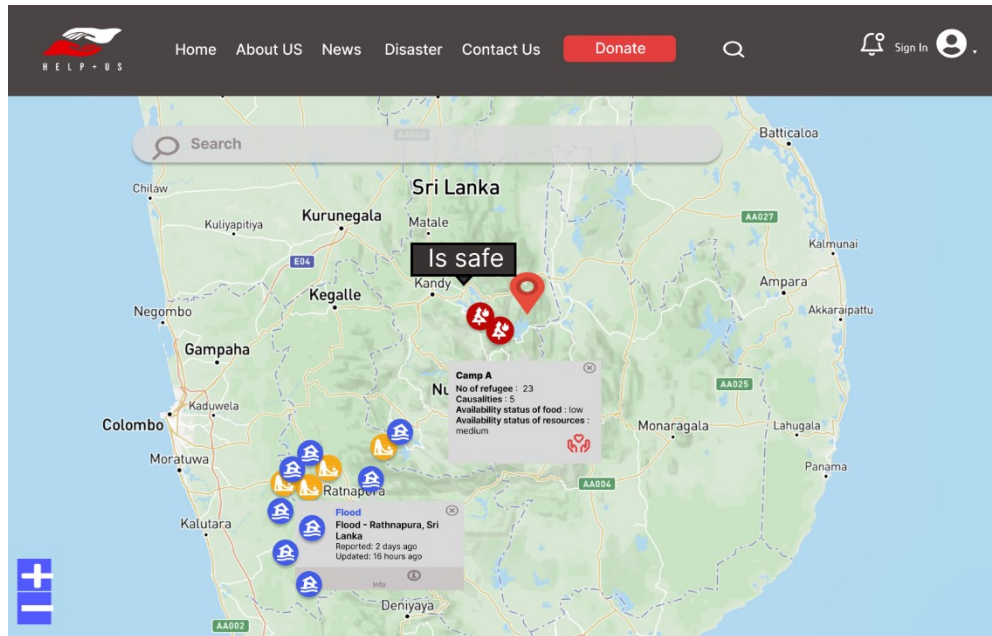 Home About US News Disaster Contact Us Donate
Sign In
HELP-US
Search
AA006
Batticaloa
Chilaw
Sri Lanka
Kuliyapitiya
Kurunegala
Matale
AA027
Kalmunai
Is safe
E04
Kandy
Ampara
Kegalle
Negombo
Akkaraipattu
Gampaha
Camp A
No of refugee : 23
Causalities : 5
Availability status of food : low
Availability status of resources :
medium
Nu
AA025
Kaduwela
Colombo
Monaragala
Lahugala
Moratuwa
Panama
Ratnapura
AA004
Kalutara
Flood
Flood - Rathnapura, Sri
Lanka
Reported: 2 days ago
Updated: 16 hours ago
Info
Deniyaya
AA002